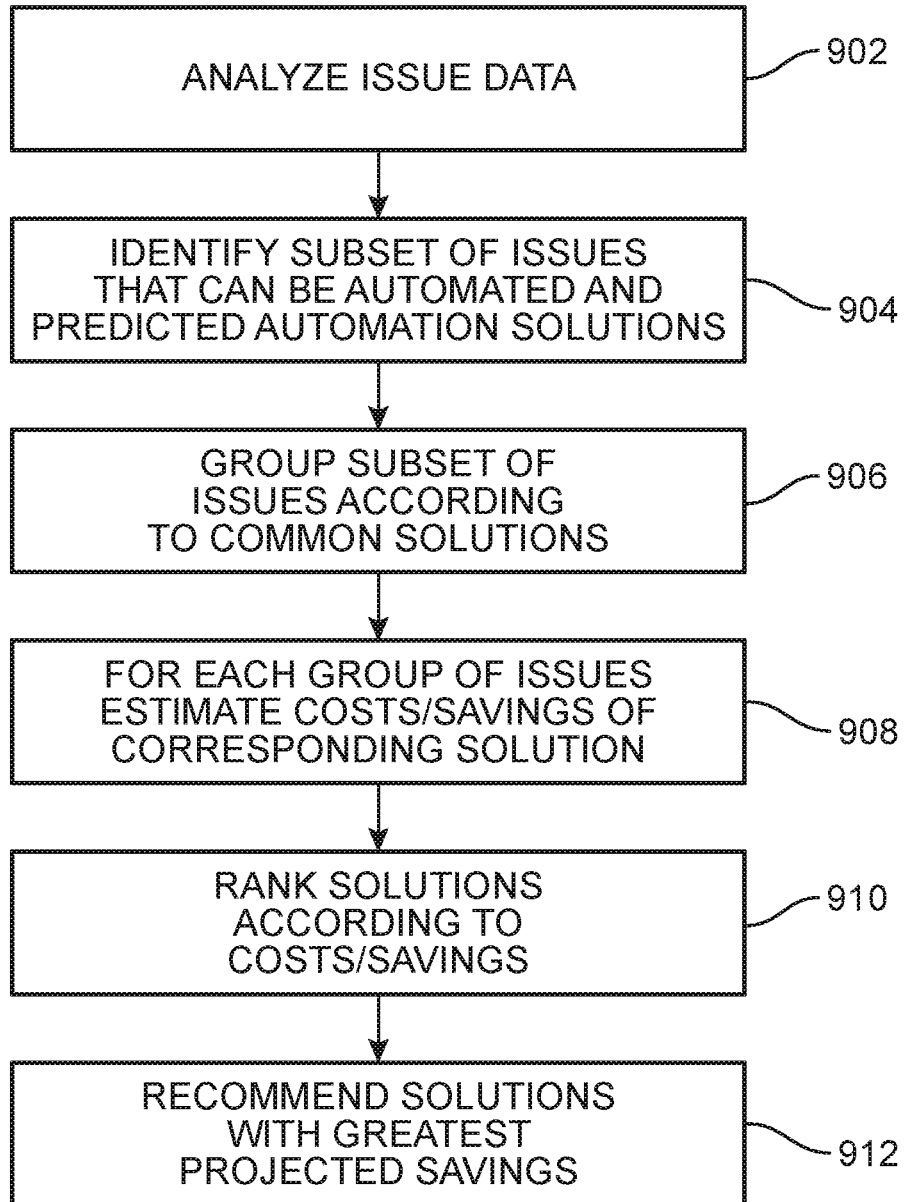 ANALYZE ISSUE DATA
902
IDENTIFY SUBSET OF ISSUES
THAT CAN BE AUTOMATED AND
PREDICTED AUTOMATION SOLUTIONS
904
GROUP SUBSET OF
ISSUES ACCORDING
TO COMMON SOLUTIONS
906
FOR EACH GROUP OF ISSUES
ESTIMATE COSTS/SAVINGS OF
CORRESPONDING SOLUTION
908
RANK SOLUTIONS
ACCORDING TO
COSTS/SAVINGS
910
RECOMMEND SOLUTIONS
WITH GREATEST
PROJECTED SAVINGS
912